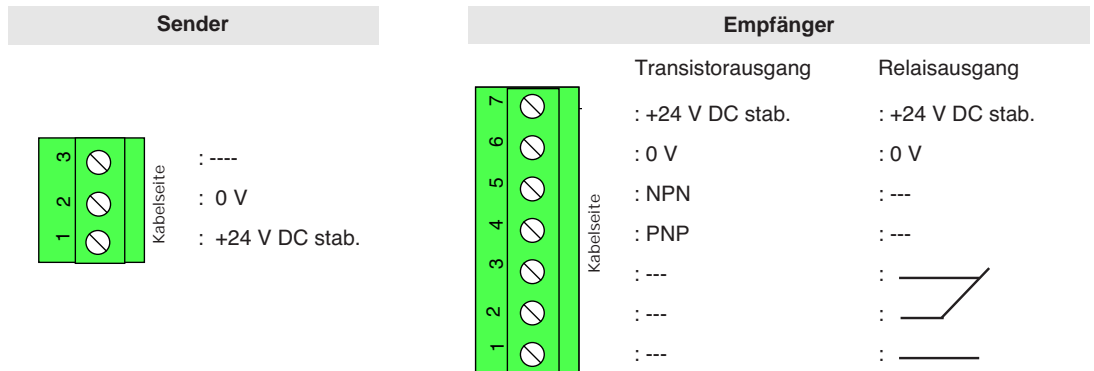 Sender
3 : ----
2 : 0 V
1 : +24 V DC stab.
Kabelseite
Empfänger
Transistorausgang Relaisausgang
7 : +24 V DC stab. : +24 V DC stab.
6 : 0 V : 0 V
5 : NPN : ---
4 : PNP : ---
3 : --- :
2 : --- :
1 : --- :
Kabelseite